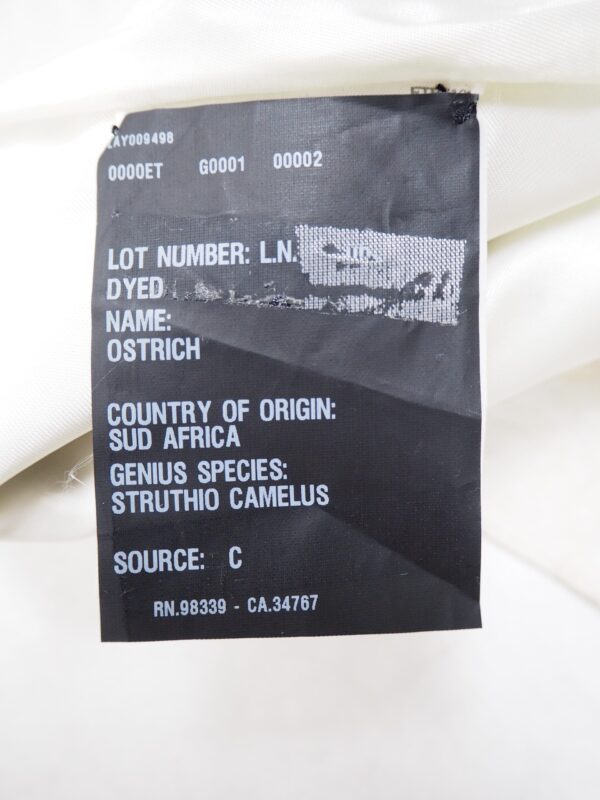 AY009498
0000ET G0001 00002
LOT NUMBER: L.N.
DYED
NAME:
OSTRICH
COUNTRY OF ORIGIN:
SUD AFRICA
GENIUS SPECIES:
STRUTHIO CAMELUS
SOURCE: C
RN.98339 - CA.34767